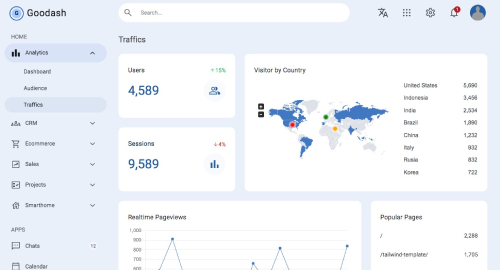 Goodash
Search...
1
HOME
Analytics
Dashboard
Audience
Traffics
CRM
Ecommerce
Sales
Projects
Smarthome
APPS
Chats 12
Calendar
Traffics
Users + 15%
4,589
Sessions - 4%
9,589
Visitor by Country
+
-
United States 5,690
Indonesia 3,456
India 2,534
Brazil 1,890
China 1,232
Italy 932
Rusia 832
Korea 722
Realtime Pageviews
1,000
900
800
700
600
Popular Pages
/ 2,288
/tailwind-template/ 1,705